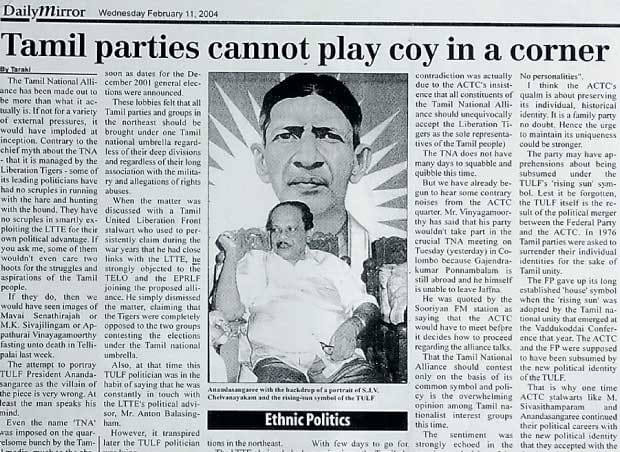 Daily Mirror Wednesday February 11, 2004
Tamil parties cannot play coy in a corner
By Taraki
The Tamil National Alli-
ance has been made out to
be more than what it ac-
tually is. If not for a variety
of external pressures, it
would have imploded at
inception. Contrary to the
chief myth about the TNA
- that it is managed by the
Liberation Tigers - some of
its leading politicians have
had no scruples in running
with the hare and hunting
with the hound. They have
no scruples in smartly ex-
ploiting the LTTE for their
own political advantage. If
you ask me, some of them
wouldn't even care two
hoots for the struggle and
aspirations of the Tamil
people.
If they do, then we
would have seen images of
Mavai Senathirajah or
M.K. Sivajilingam or Ap-
pathurai Vinayagamoorthy
fasting unto death in Telli-
palai last week.
The attempt to portray
TULF President Ananda-
sangaree as the villain of
the piece is very wrong. At
least the man speaks his
mind.
Even the name 'TNA'
was imposed on the quar-
relsome bunch by the Tam-
soon as dates for the De-
cember 2001 general elec-
tions were announced.
These lobbies felt that all
Tamil parties and groups in
the northeast should be
brought under one Tamil
national umbrella regard-
less of their deep divisions
and regardless of their long
association with the milita-
ry and allegations of rights
abuses.
When the matter was
discussed with a Tamil
United Liberation Front
stalwart who used to per-
sistently claim during the
war years that he had close
links with the LTTE, he
strongly objected to the
TELO and the EPRLF
joining the proposed alli-
ance. He simply dismissed
the matter, claiming that
the Tigers were completely
opposed to the two groups
contesting the elections
under the Tamil national
umbrella.
Also, at that time this
TULF politician was in the
habit of saying that he was
constantly in touch with
the LTTE's political advi-
sor, Mr. Anton Balasing-
ham.
However, it transpired
later the TULF politician
Anandasangaree with the backdrop of a portrait of S.J.V.
Chelvanayakam and the rising-sun symbol of the TULF
Ethnic Politics
tions in the northeast.
With few days to go for
contradiction was actually
due to the ACTC's insist-
ence that all constituents of
the Tamil National Alli-
ance should unequivocally
accept the Liberation Ti-
gers as the sole representa-
tives of the Tamil people)
The TNA does not have
many days to squabble and
quibble this time.
But we have already be-
gun to hear some contrary
noises from the ACTC
quarter. Mr. Vinyagamoor-
thy has said that his party
wouldn't take part in the
crucial TNA meeting on
Tuesday (yesterday) in Co-
lombo because Gajendra-
kumar Ponnambalam is
still abroad and he himself
is unable to leave Jaffna.
He was quoted by the
Sooriyan FM station as
saying that the ACTC
would have to meet before
it decides how to proceed
regarding the alliance talks.
That the Tamil National
Alliance should contest
only on the basis of its
common symbol and poli-
cy is the overwhelming
opinion among Tamil na-
tionalist interest groups
this time.
The sentiment was
strongly echoed in the
No personalities".
I think the ACTC's
qualm is about preserving
its individual, historical
identity. It is a family party
no doubt. Hence the urge
to maintain its uniqueness
could be stronger.
The party may have ap-
prehensions about being
subsumed under the
TULF's 'rising sun' sym-
bol. Lest it be forgotten,
the TULF itself is the re-
sult of the political merger
between the Federal Party
and the ACTC. In 1976
Tamil parties were asked to
surrender their individual
identities for the sake of
Tamil unity.
The FP gave up its long
established 'house' symbol
when the 'rising sun' was
adopted by the Tamil na-
tional unity that emerged at
the Vaddukoddai Confer-
ence that year. The ACTC
and the FP were supposed
to have been subsumed by
the new political identity
of the TULF.
That is why one time
ACTC stalwarts like M.
Sivasithamparam and
Anandasangaree continued
their political careers with
the new political identity
that they accepted with the